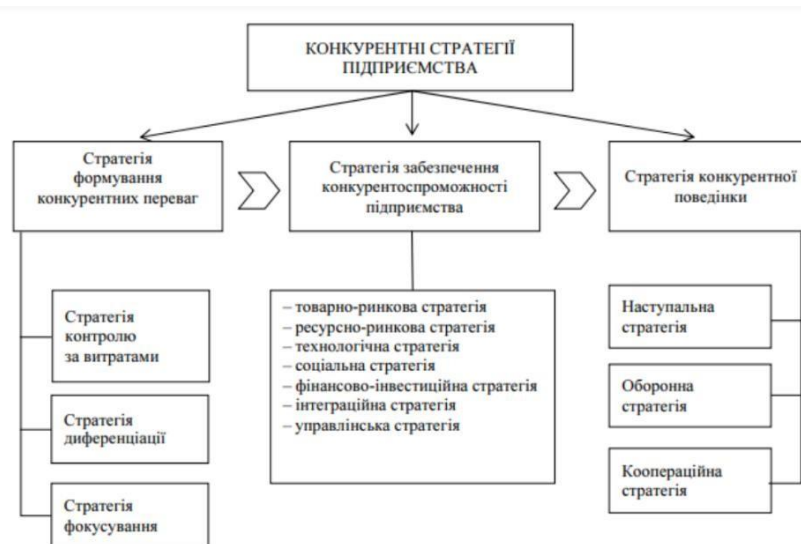 КОНКУРЕНТНІ СТРАТЕГІЇ
ПІДПРИЄМСТВА
Стратегія
формування
конкурентних переваг
Стратегія забезпечення
конкурентоспроможності
підприємства
Стратегія конкурентної
поведінки
Стратегія
контролю
за витратами
Стратегія
диференціації
Стратегія
фокусування
– товарно-ринкова стратегія
– ресурсно-ринкова стратегія
– технологічна стратегія
– соціальна стратегія
– фінансово-інвестиційна стратегія
– інтеграційна стратегія
– управлінська стратегія
Наступальна
стратегія
Оборонна
стратегія
Коопераційна
стратегія